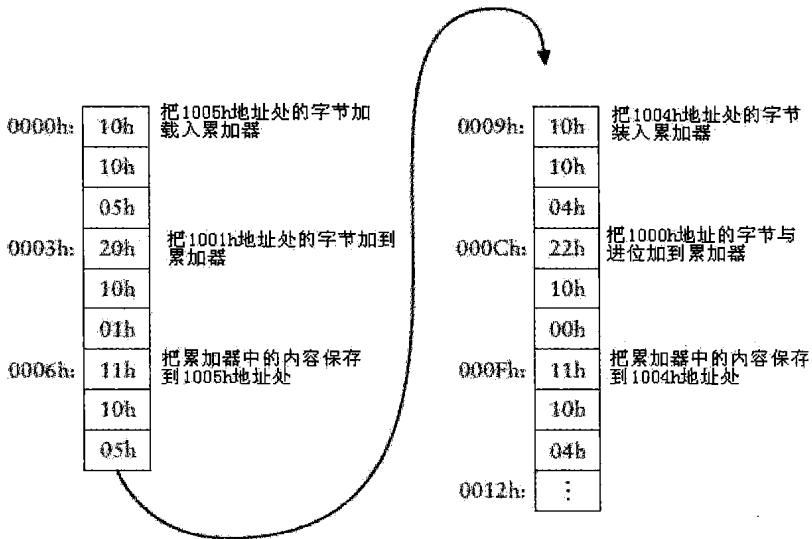 0000h:
10h
把1005h地址处的字节加
载入累加器
10h
05h
0003h:
20h
把1001h地址处的字节加到
累加器
10h
01h
0006h:
11h
把累加器中的内容保存
到1005h地址处
10h
05h
0009h:
10h
把1004h地址处的字节
装入累加器
10h
04h
000Ch:
22h
把1000h地址的字节与
进位加到累加器
10h
00h
000Fh:
11h
把累加器中的内容保存
到1004h地址处
10h
04h
0012h:
⋮